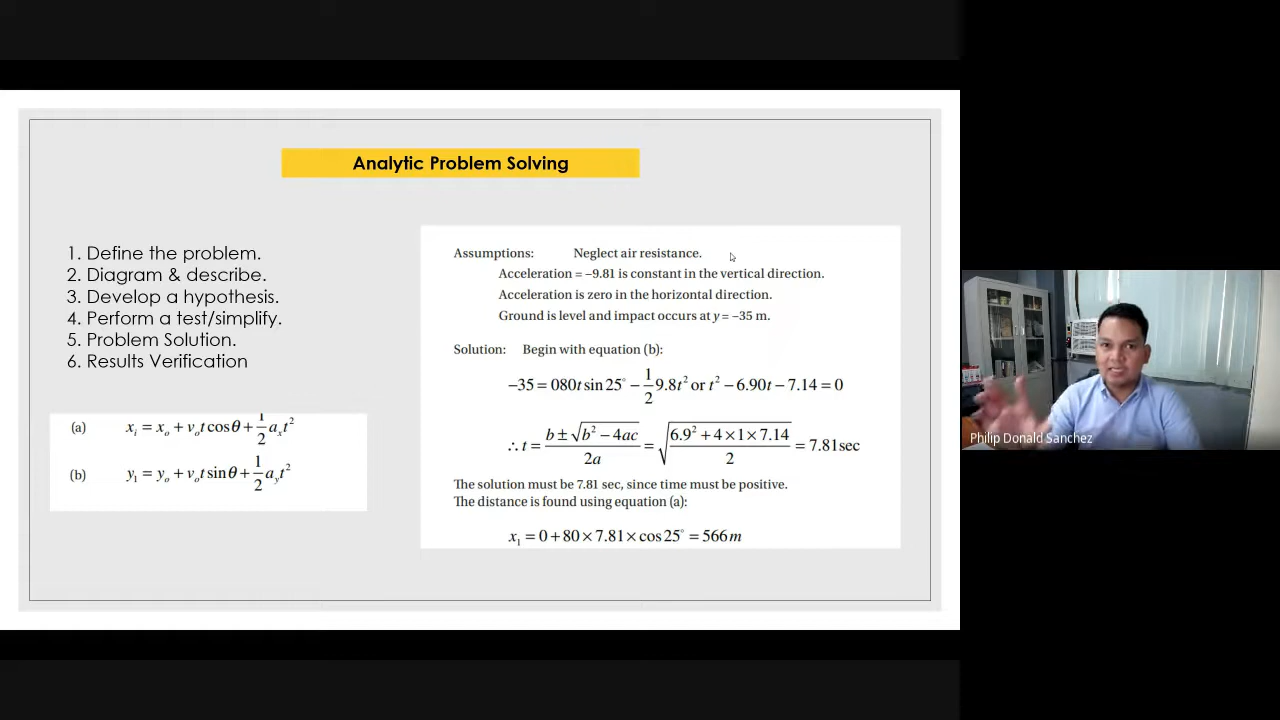 Analytic Problem Solving
1. Define the problem.
2. Diagram & describe.
3. Develop a hypothesis.
4. Perform a test/simplify.
5. Problem Solution.
6. Results Verification
(a) xᵢ = xₒ + vₒt cosθ + 1/2 aₓt²
(b) y₁ = yₒ + vₒt sinθ + 1/2 a_y t²
Assumptions: Neglect air resistance.
Acceleration = −9.81 is constant in the vertical direction.
Acceleration is zero in the horizontal direction.
Ground is level and impact occurs at y = −35 m.
Solution: Begin with equation (b):
−35 = 080t sin 25° − 1/2 9.8t² or t² − 6.90t − 7.14 = 0
∴ t = (b ± √(b² − 4ac))/2a = √((6.9² + 4 × 1 × 7.14)/2) = 7.81sec
The solution must be 7.81 sec, since time must be positive.
The distance is found using equation (a):
x₁ = 0 + 80 × 7.81 × cos 25° = 566 m
Philip Donald Sanchez